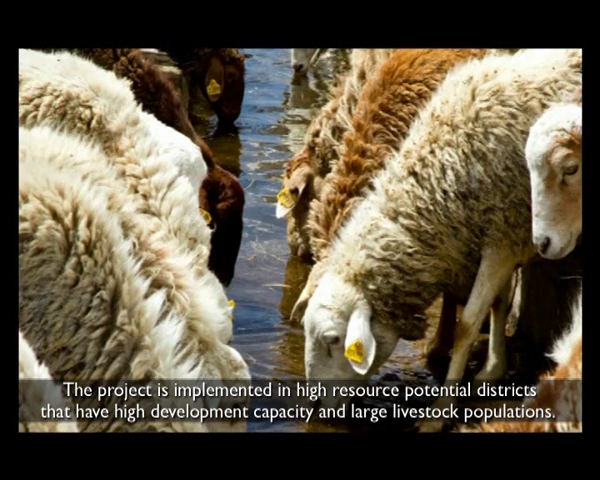 The project is implemented in high resource potential districts
that have high development capacity and large livestock populations.